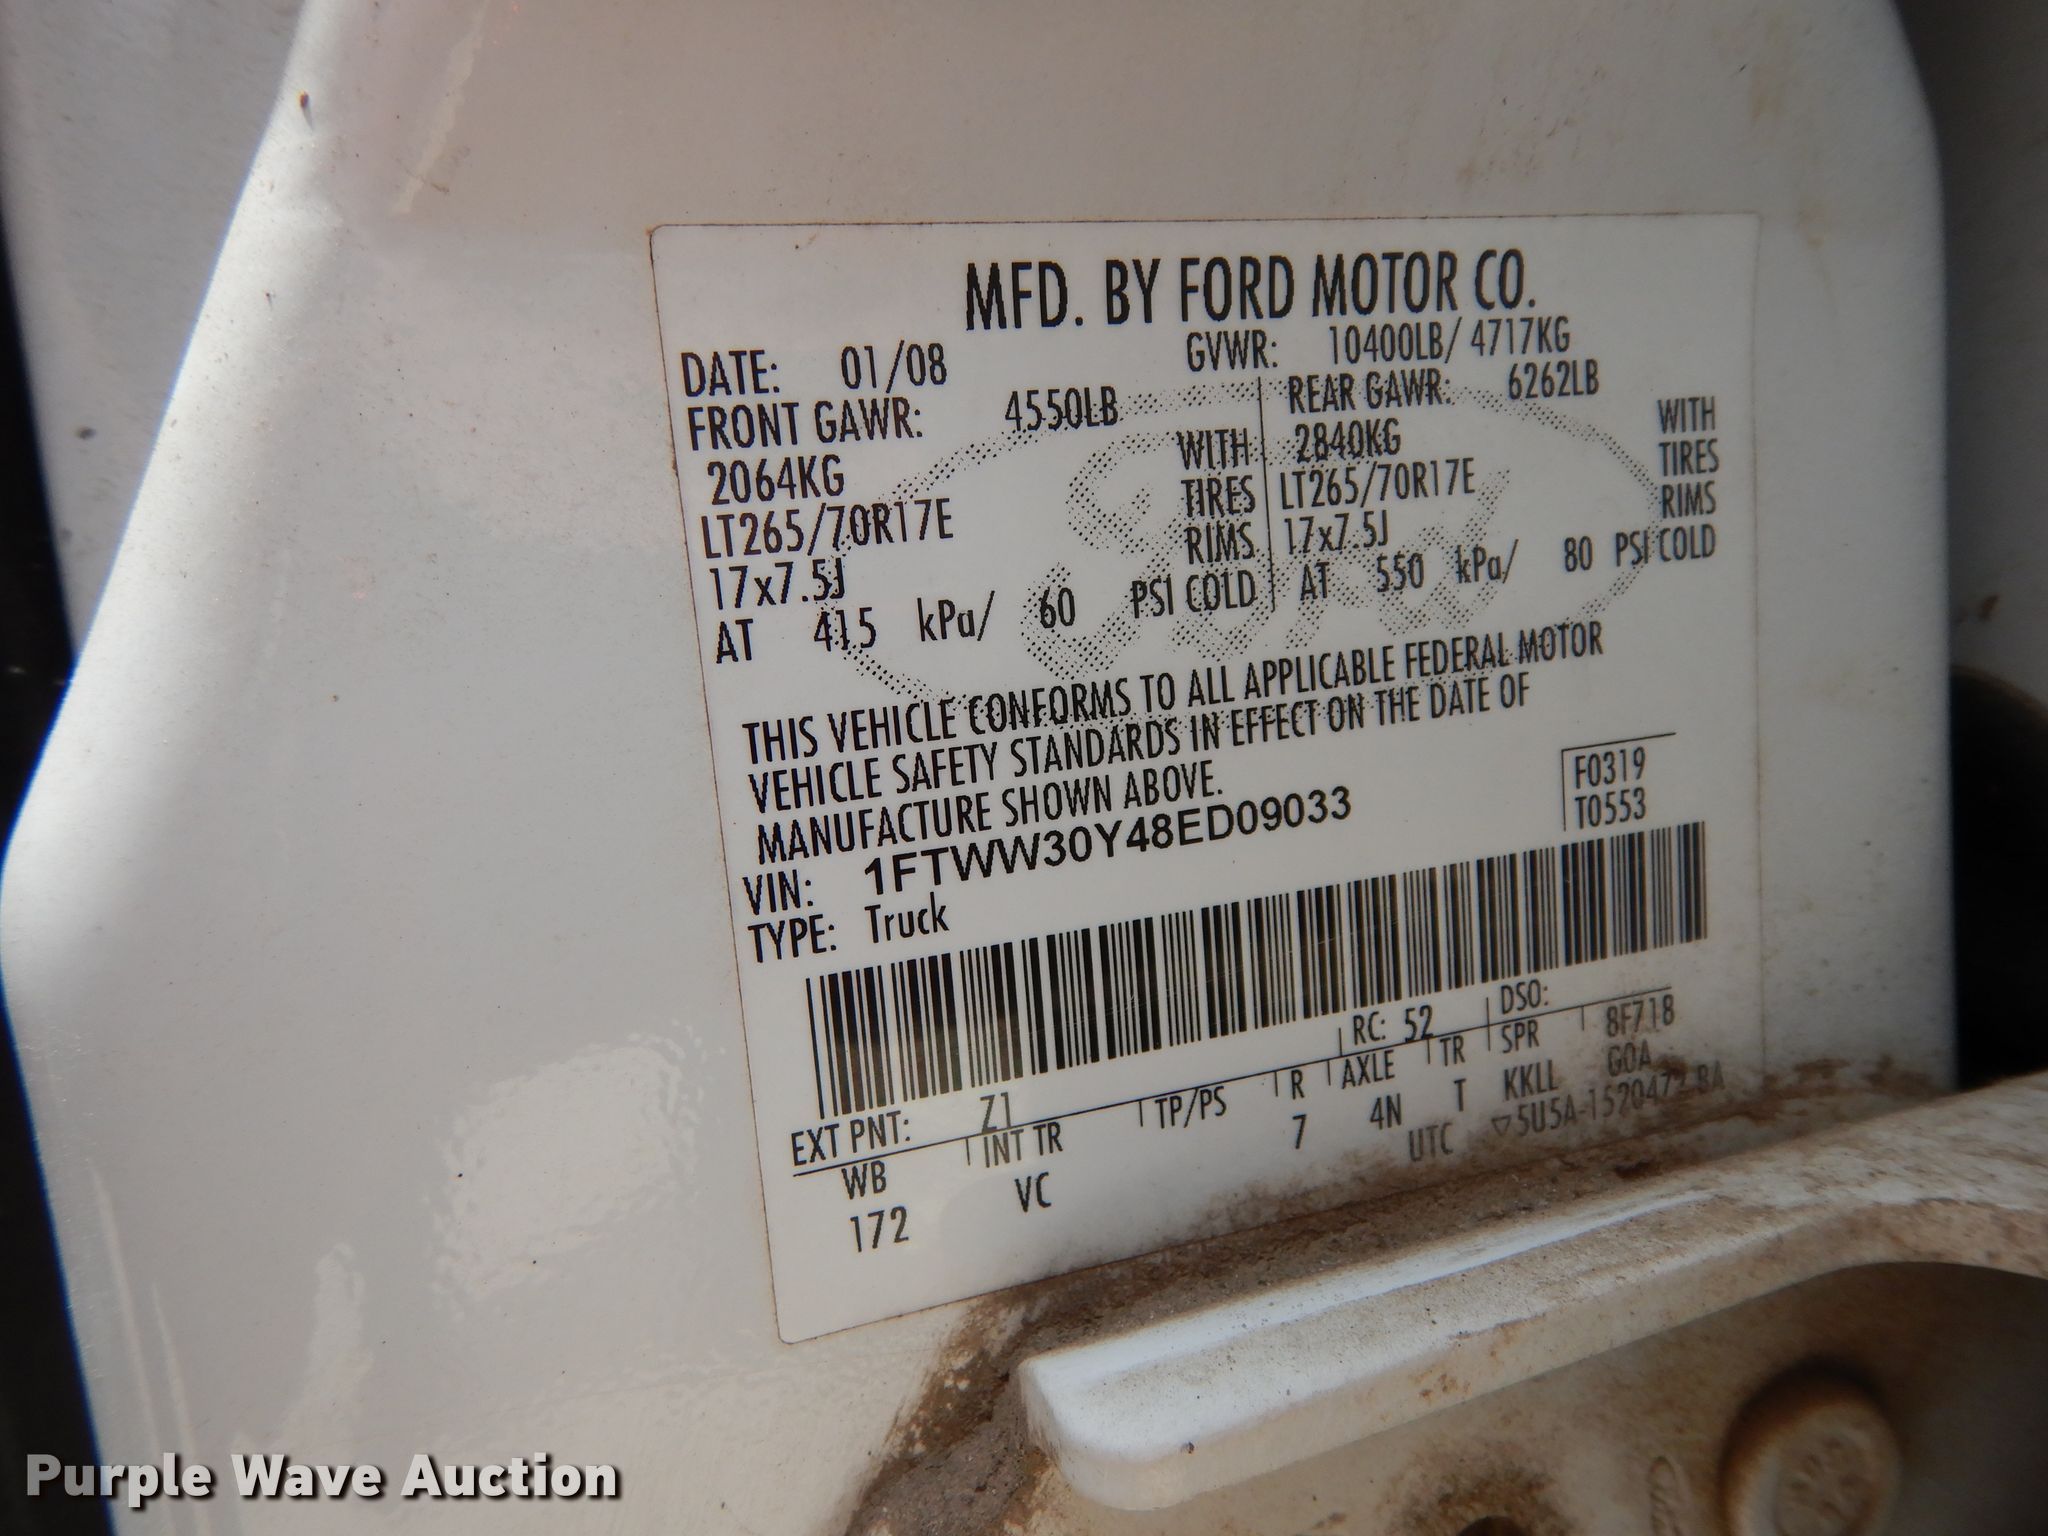 MFD. BY FORD MOTOR CO.
DATE: 01/08 GVWR: 10400LB/ 4717KG
FRONT GAWR: 4550LB REAR GAWR: 6262LB
2064KG WITH 2840KG WITH
LT265/70R17E TIRES LT265/70R17E TIRES
17x7.5J RIMS 17x7.5J RIMS
AT 415 kPa/ 60 PSI COLD AT 550 kPa/ 80 PSI COLD
THIS VEHICLE CONFORMS TO ALL APPLICABLE FEDERAL MOTOR
VEHICLE SAFETY STANDARDS IN EFFECT ON THE DATE OF
MANUFACTURE SHOWN ABOVE.
F0319
VIN: 1FTWW30Y48ED09033 T0553
TYPE: Truck
EXT PNT: Z1 RC: 52 DSO:
WB INT TR TP/PS R AXLE TR SPR 8F718
172 VC 7 4N T KKLL GOA
UTC ▽5U5A-1520472-BA
Purple Wave Auction